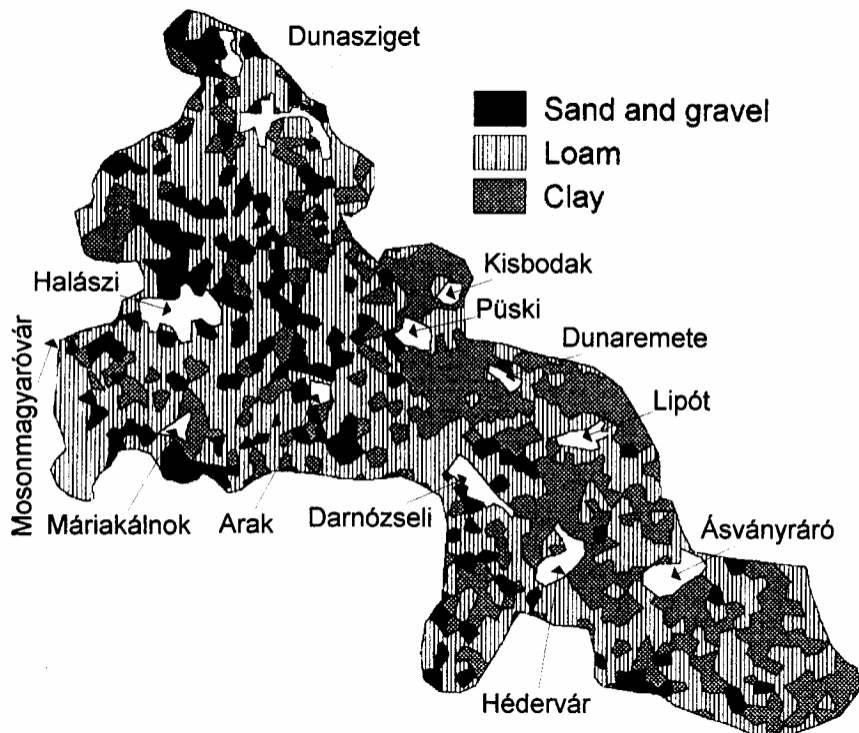 Dunasziget
Sand and gravel
Loam
Clay
Kisbodak
Halászi
Püski
Dunaremete
Mosonmagyaróvár
Lipót
Máriakálnok
Arak
Darnózseli
Ásványráró
Hédervár